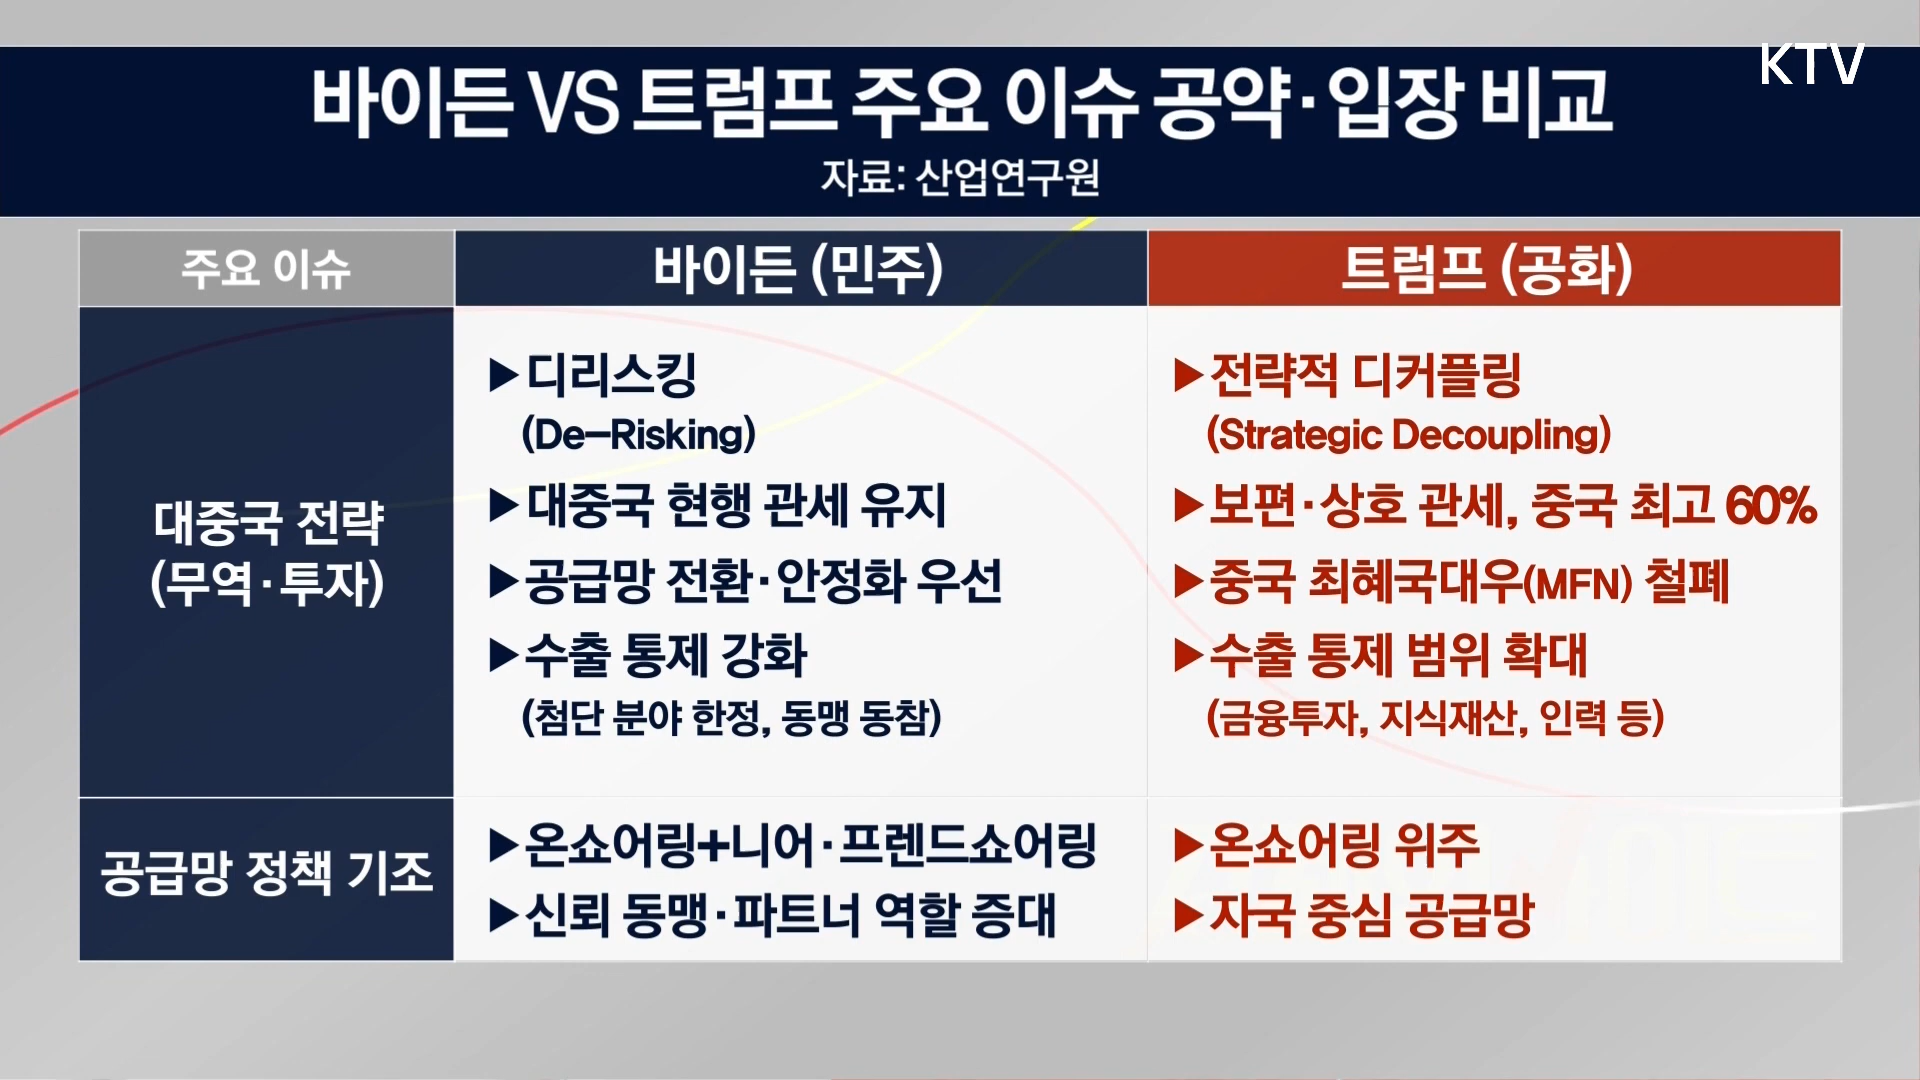 KTV
바이든 VS 트럼프 주요 이슈 공약·입장 비교
자료: 산업연구원
주요 이슈
바이든 (민주)
트럼프 (공화)
대중국 전략
(무역·투자)
▶디리스킹
(De-Risking)
▶대중국 현행 관세 유지
▶공급망 전환·안정화 우선
▶수출 통제 강화
(첨단 분야 한정, 동맹 동참)
▶전략적 디커플링
(Strategic Decoupling)
▶보편·상호 관세, 중국 최고 60%
▶중국 최혜국대우(MFN) 철폐
▶수출 통제 범위 확대
(금융투자, 지식재산, 인력 등)
공급망 정책 기조
▶온쇼어링+니어·프렌드쇼어링
▶신뢰 동맹·파트너 역할 증대
▶온쇼어링 위주
▶자국 중심 공급망